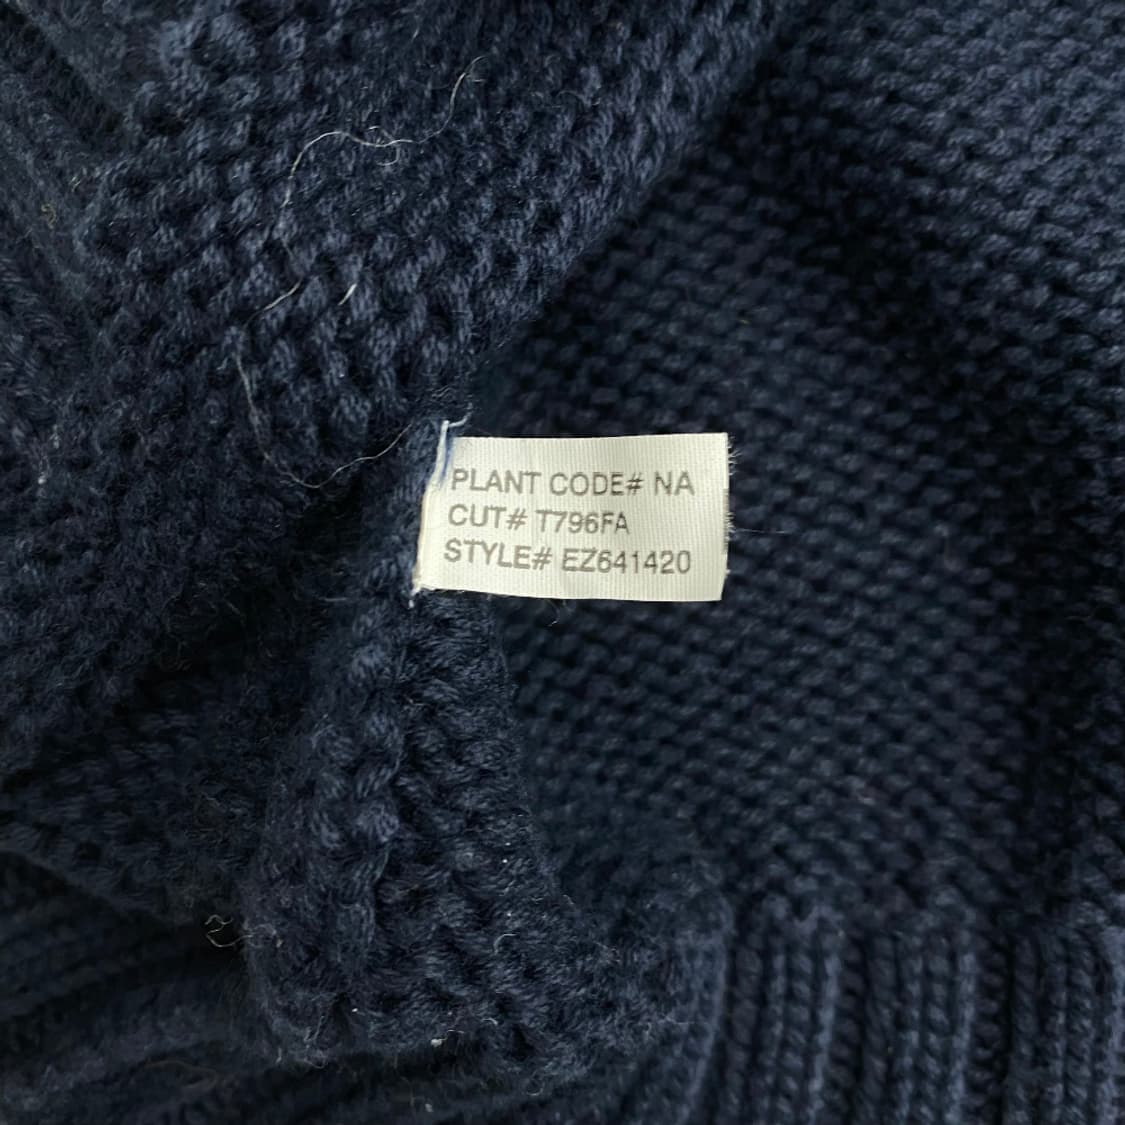 PLANT CODE# NA
CUT# T796FA
STYLE# EZ641420